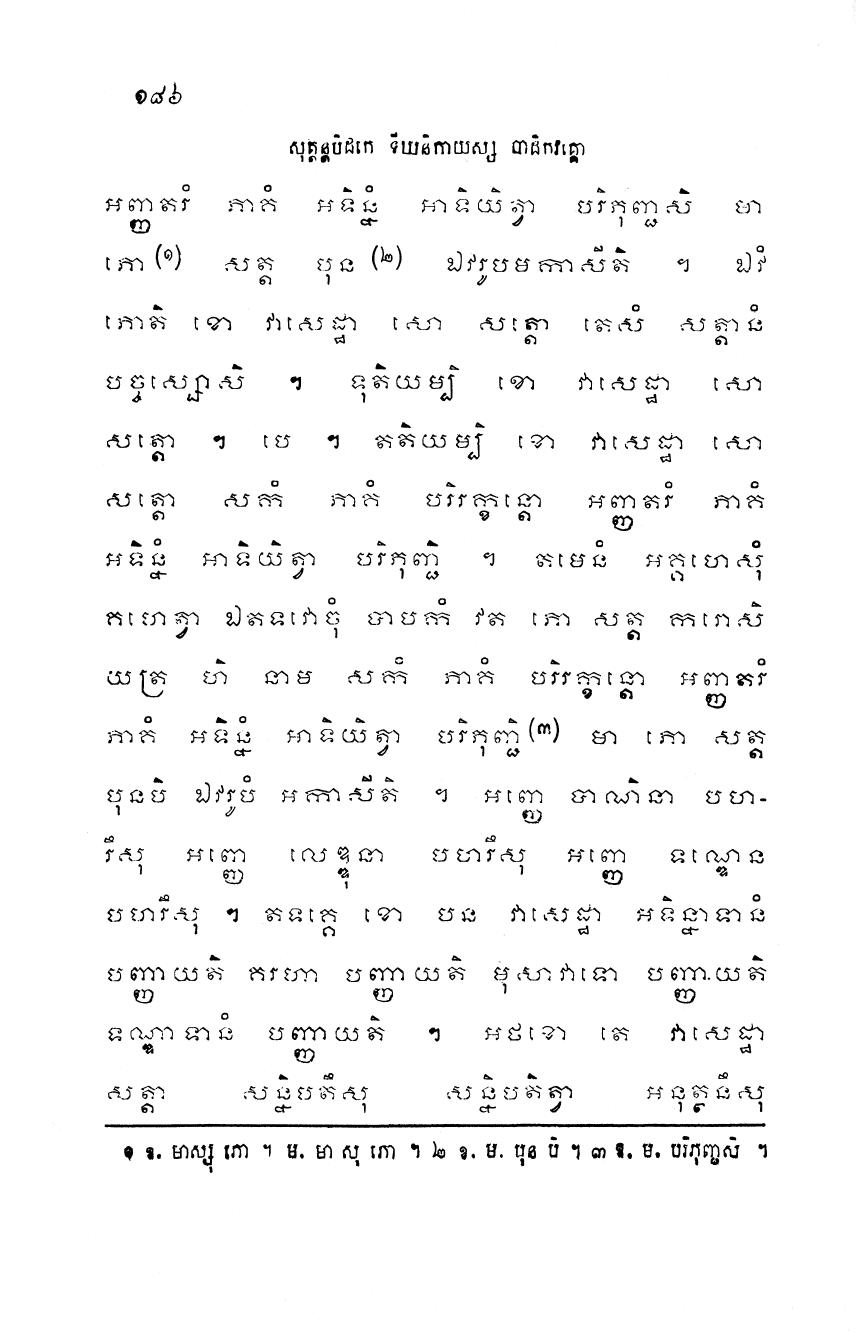 ១៨៦
សុត្តន្តបិដកេ ទីឃនិកាយស្ស បាដិកវគ្គោ
អញ្ញតរំ ភាគំ អទិន្នំ អាទិយិត្វា បរិភុញ្ជសិ មា
ភោ (១) សត្ត បុន (២) ឯវរូបមកាសីតិ ។ ឯវំ
ភោតិ ខោ វាសេដ្ឋា សោ សត្តោ តេសំ សត្តានំ
បច្ចស្សោសិ ។ ទុតិយម្បិ ខោ វាសេដ្ឋា សោ
សត្តោ ។ បេ ។ តតិយម្បិ ខោ វាសេដ្ឋា សោ
សត្តោ សកំ ភាគំ បរិរក្ខន្តោ អញ្ញតរំ ភាគំ
អទិន្នំ អាទិយិត្វា បរិភុញ្ជិ ។ តមេនំ អគ្គហេសុំ
គហេត្វា ឯតទវោចុំ បាបកំ វត ភោ សត្ត ករោសិ
យត្រ ហិ នាម សកំ ភាគំ បរិរក្ខន្តោ អញ្ញតរំ
ភាគំ អទិន្នំ អាទិយិត្វា បរិភុញ្ជិ (៣) មា ភោ សត្ត
បុនបិ ឯវរូបំ អកាសីតិ ។ អញ្ញេ បាណិនា បហ-
រឹសុ អញ្ញេ លេឌ្ឌុនា បហរឹសុ អញ្ញេ ទណ្ឌេន
បហរឹសុ ។ តទគ្គេ ខោ បន វាសេដ្ឋា អទិន្នាទានំ
បញ្ញាយតិ គរហា បញ្ញាយតិ មុសាវាទោ បញ្ញាយតិ
ទណ្ឌាទានំ បញ្ញាយតិ ។ អថខោ តេ វាសេដ្ឋា
សត្តា សន្និបតឹសុ សន្និបតិត្វា អនុត្ថនឹសុ
១ ឧ. មាស្សុ ភោ ។ ម. មា សុ ភោ ។ ២ ឧ. ម. បុន បិ ។ ៣ ឧ. ម. បរិភុញ្ជសិ ។